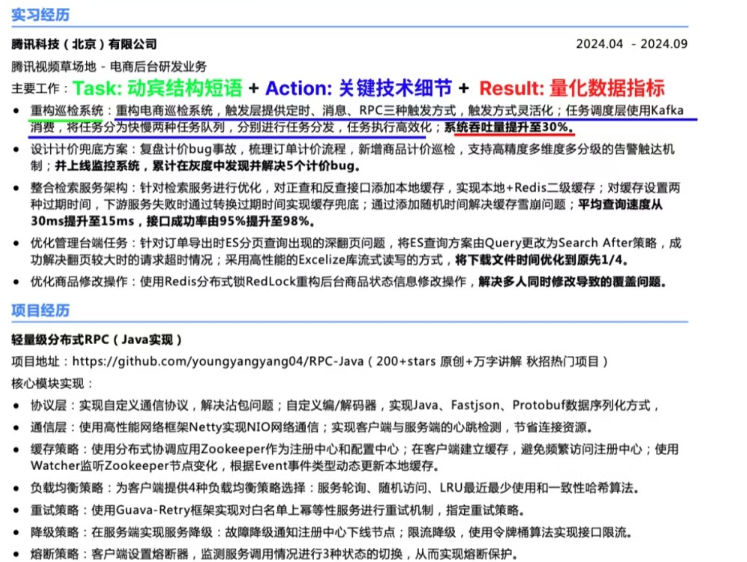 实习经历
腾讯科技（北京）有限公司 2024.04 - 2024.09
腾讯视频草场地 - 电商后台研发业务
主要工作：Task: 动宾结构短语 + Action: 关键技术细节 + Result: 量化数据指标
• 重构巡检系统：重构电商巡检系统，触发层提供定时、消息、RPC三种触发方式，触发方式灵活化；任务调度层使用Kafka
消费，将任务分为快慢两种任务队列，分别进行任务分发，任务执行高效化；系统吞吐量提升至30%。
• 设计计价兜底方案：复盘计价bug事故，梳理订单计价流程，新增商品计价巡检，支持高精度多维度多分级的告警触达机
制；并上线监控系统，累计在灰度中发现并解决5个计价bug。
• 整合检索服务架构：针对检索服务进行优化，对正查和反查接口添加本地缓存，实现本地+Redis二级缓存；对缓存设置两
种过期时间，下游服务失败时通过转换过期时间实现缓存兜底；通过添加随机时间解决缓存雪崩问题；平均查询速度从
30ms提升至15ms，接口成功率由95%提升至98%。
• 优化管理台端任务：针对订单导出时ES分页查询出现的深翻页问题，将ES查询方案由Query更改为Search After策略，成
功解决翻页较大时的请求超时情况；采用高性能的Excelize库流式读写的方式，将下载文件时间优化到原先1/4。
• 优化商品修改操作：使用Redis分布式锁RedLock重构后台商品状态信息修改操作，解决多人同时修改导致的覆盖问题。
项目经历
轻量级分布式RPC（Java实现）
项目地址：https://github.com/youngyangyang04/RPC-Java（200+stars 原创+万字讲解 秋招热门项目）
核心模块实现：
• 协议层：实现自定义通信协议，解决沾包问题；自定义编/解码器，实现Java、Fastjson、Protobuf数据序列化方式，
• 通信层：使用高性能网络框架Netty实现NIO网络通信；实现客户端与服务端的心跳检测，节省连接资源。
• 缓存策略：使用分布式协调应用Zookeeper作为注册中心和配置中心；在客户端建立缓存，避免频繁访问注册中心；使用
Watcher监听Zookeeper节点变化，根据Event事件类型动态更新本地缓存。
• 负载均衡策略：为客户端提供4种负载均衡策略选择：服务轮询、随机访问、LRU最近最少使用和一致性哈希算法。
• 重试策略：使用Guava-Retry框架实现对白名单上幂等性服务进行重试机制，指定重试策略。
• 降级策略：在服务端实现服务降级：故障降级通知注册中心下线节点；限流降级，使用令牌桶算法实现接口限流。
• 熔断策略：客户端设置熔断器，监测服务调用情况进行3种状态的切换，从而实现熔断保护。